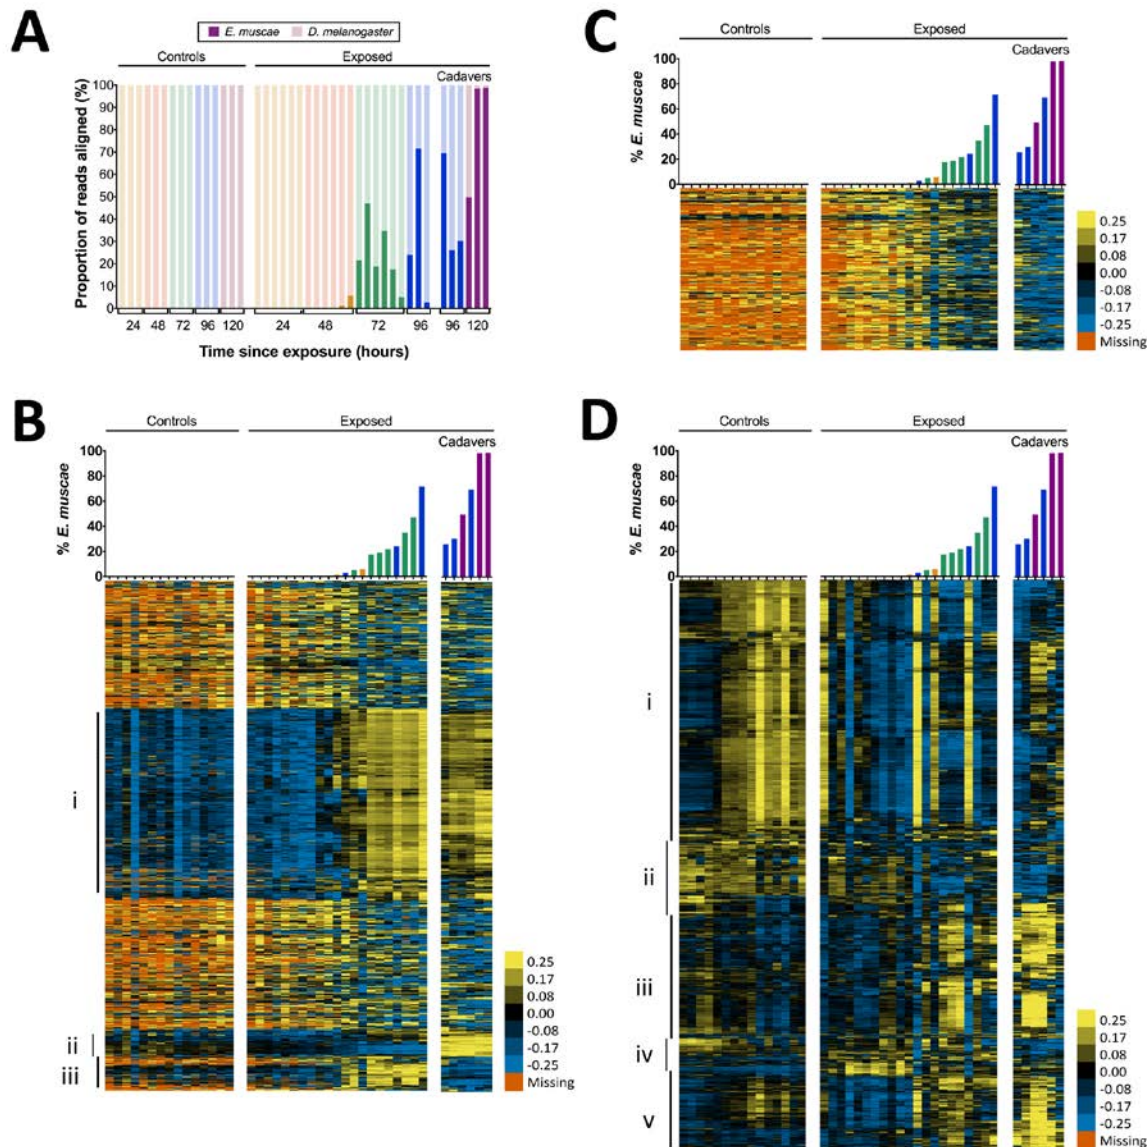 A
E. muscae D. melanogaster
Controls Exposed
Cadavers
Proportion of reads aligned (%)
100
90
80
70
60
50
40
30
20
10
0
24 48 72 96 120 24 48 72 96 96 120
Time since exposure (hours)
C
Controls Exposed
Cadavers
% E. muscae
100
80
60
40
20
0
0.25
0.17
0.08
0.00
-0.08
-0.17
-0.25
Missing
B
Controls Exposed
Cadavers
% E. muscae
100
80
60
40
20
0
i
ii
iii
0.25
0.17
0.08
0.00
-0.08
-0.17
-0.25
Missing
D
Controls Exposed
Cadavers
% E. muscae
100
80
60
40
20
0
i
ii
iii
iv
v
0.25
0.17
0.08
0.00
-0.08
-0.17
-0.25
Missing